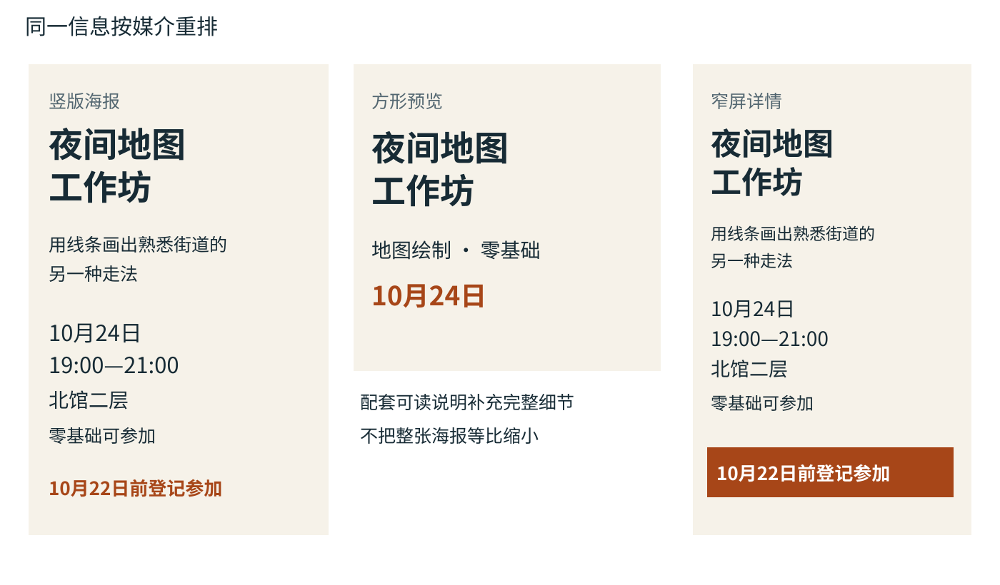 同一信息按媒介重排
竖版海报
夜间地图
工作坊
用线条画出熟悉街道的
另一种走法
10月24日
19:00—21:00
北馆二层
零基础可参加
10月22日前登记参加
方形预览
夜间地图
工作坊
地图绘制 · 零基础
10月24日
配套可读说明补充完整细节
不把整张海报等比缩小
窄屏详情
夜间地图
工作坊
用线条画出熟悉街道的
另一种走法
10月24日
19:00—21:00
北馆二层
零基础可参加
10月22日前登记参加